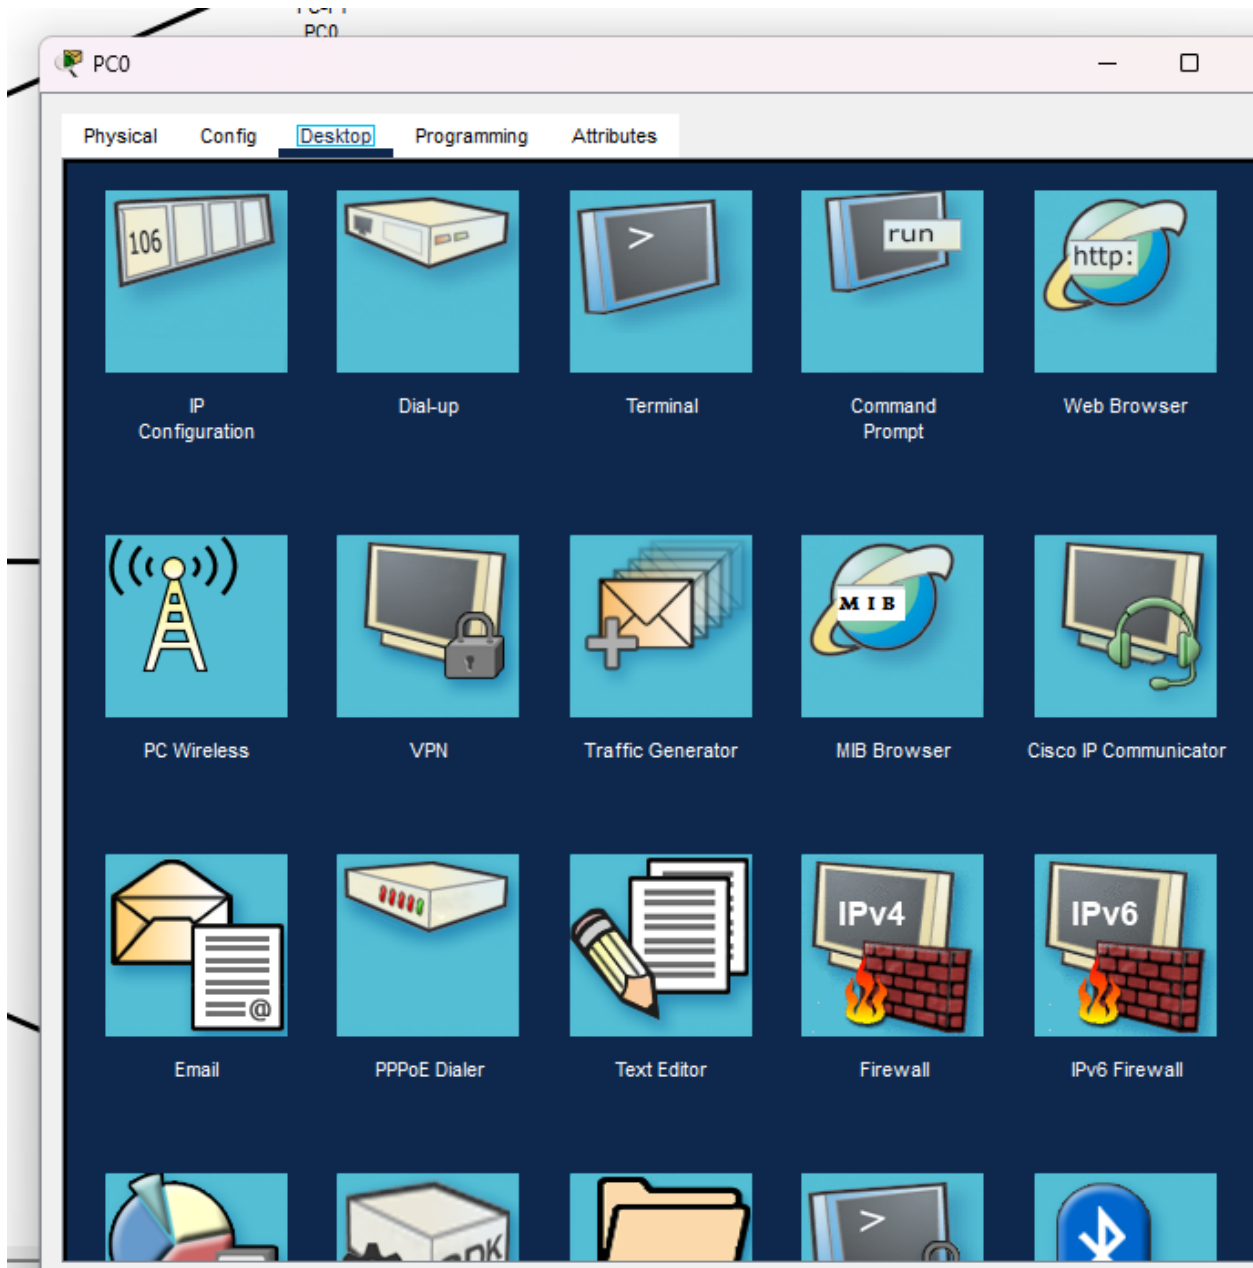 PC0
PC0
Physical Config Desktop Programming Attributes
106
>
run
http:
IP
Configuration
Dial-up
Terminal
Command
Prompt
Web Browser
MIB
PC Wireless
VPN
Traffic Generator
MIB Browser
Cisco IP Communicator
@
IPv4
IPv6
Email
PPPoE Dialer
Text Editor
Firewall
IPv6 Firewall
>